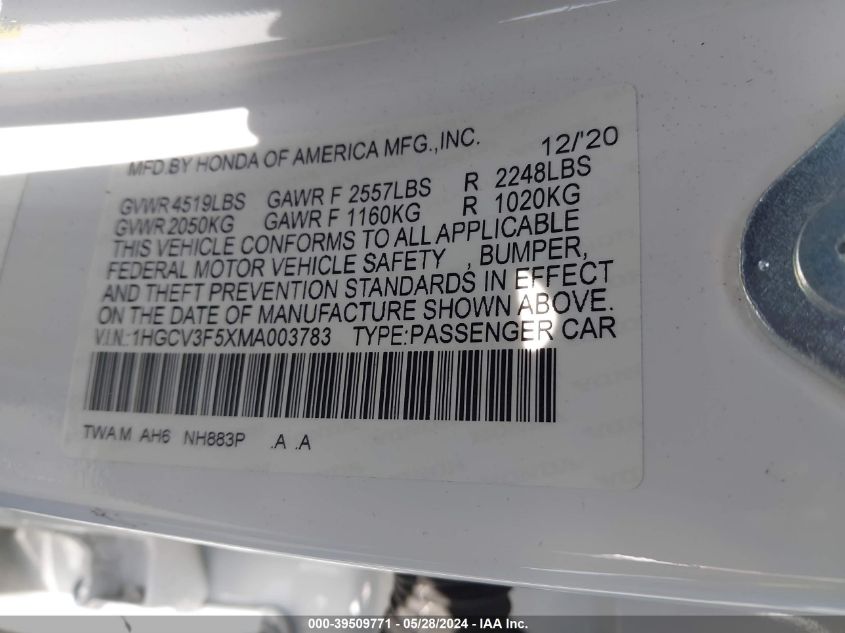 MFD.BY HONDA OF AMERICA MFG.,INC. 12/'20
GVWR 4519LBS GAWR F 2557LBS R 2248LBS
GVWR 2050KG GAWR F 1160KG R 1020KG
THIS VEHICLE CONFORMS TO ALL APPLICABLE
FEDERAL MOTOR VEHICLE SAFETY , BUMPER,
AND THEFT PREVENTION STANDARDS IN EFFECT
ON THE DATE OF MANUFACTURE SHOWN ABOVE.
V.I.N.:1HGCV3F5XMA003783 TYPE:PASSENGER CAR
TWA M AH6 NH883P .A .A
000-39509771 - 05/28/2024 - IAA Inc.